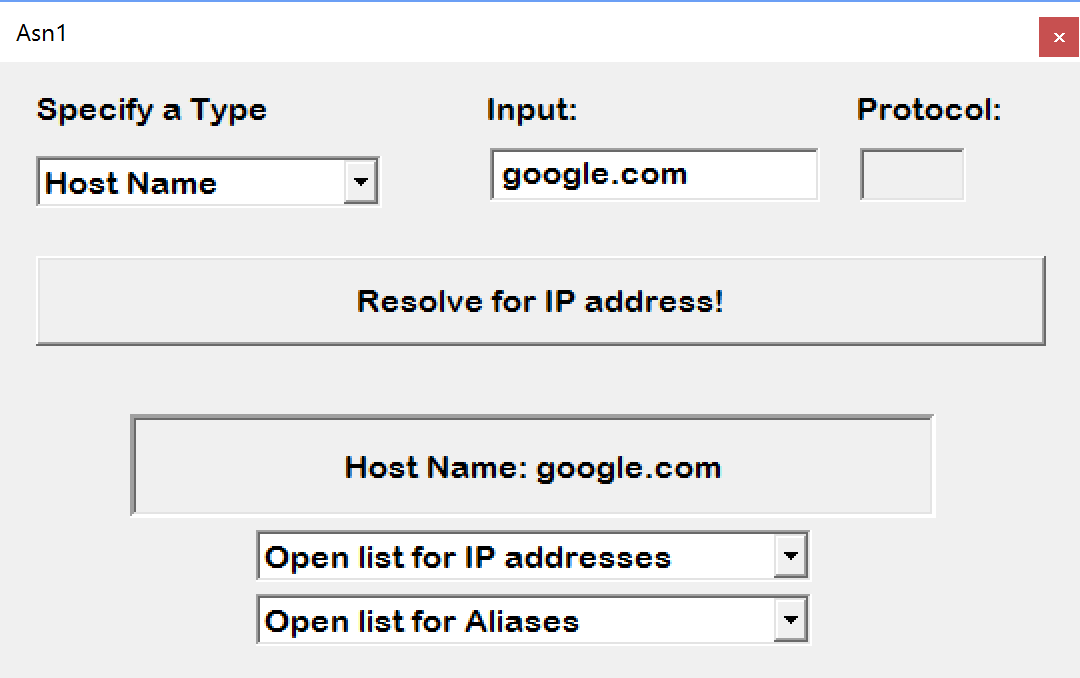 Asn1
Specify a Type
Input:
Protocol:
Host Name
google.com
Resolve for IP address!
Host Name: google.com
Open list for IP addresses
Open list for Aliases